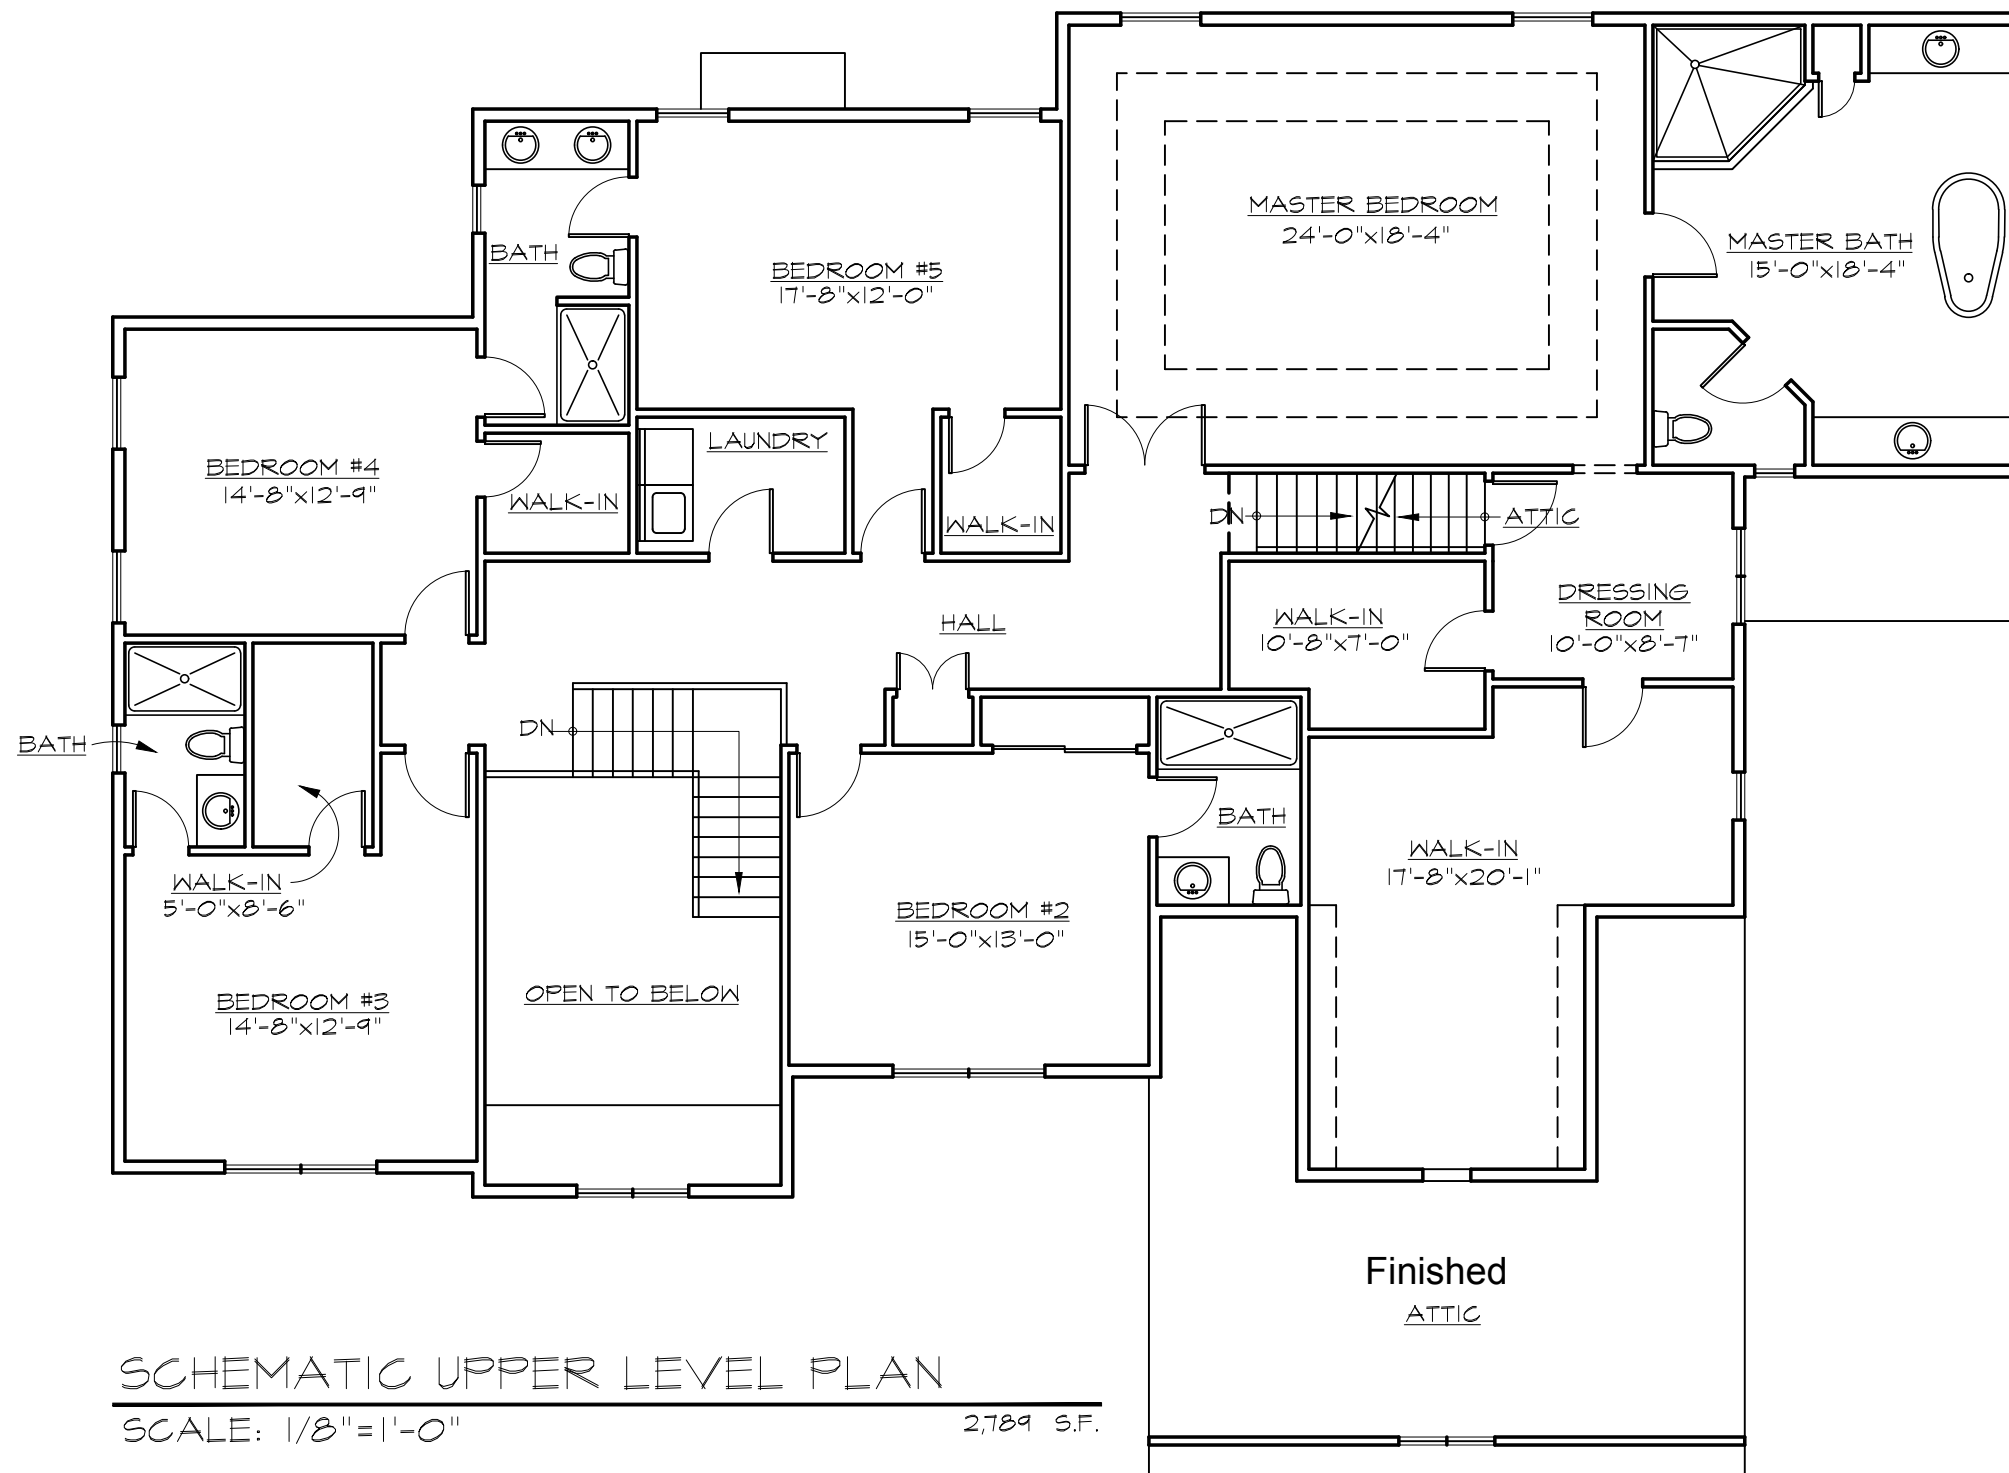 MASTER BEDROOM
24'-0"x18'-4"
MASTER BATH
15'-0"x18'-4"
BATH
BEDROOM #5
17'-8"x12'-0"
LAUNDRY
BEDROOM #4
14'-8"x12'-9"
WALK-IN
WALK-IN
DN
ATTIC
DRESSING
ROOM
10'-0"x8'-7"
WALK-IN
10'-8"x7'-0"
HALL
DN
BATH
BATH
WALK-IN
17'-8"x20'-1"
WALK-IN
5'-0"x8'-6"
BEDROOM #2
15'-0"x13'-0"
OPEN TO BELOW
BEDROOM #3
14'-8"x12'-9"
Finished
ATTIC
SCHEMATIC UPPER LEVEL PLAN
SCALE: 1/8"=1'-0"
2,789 S.F.